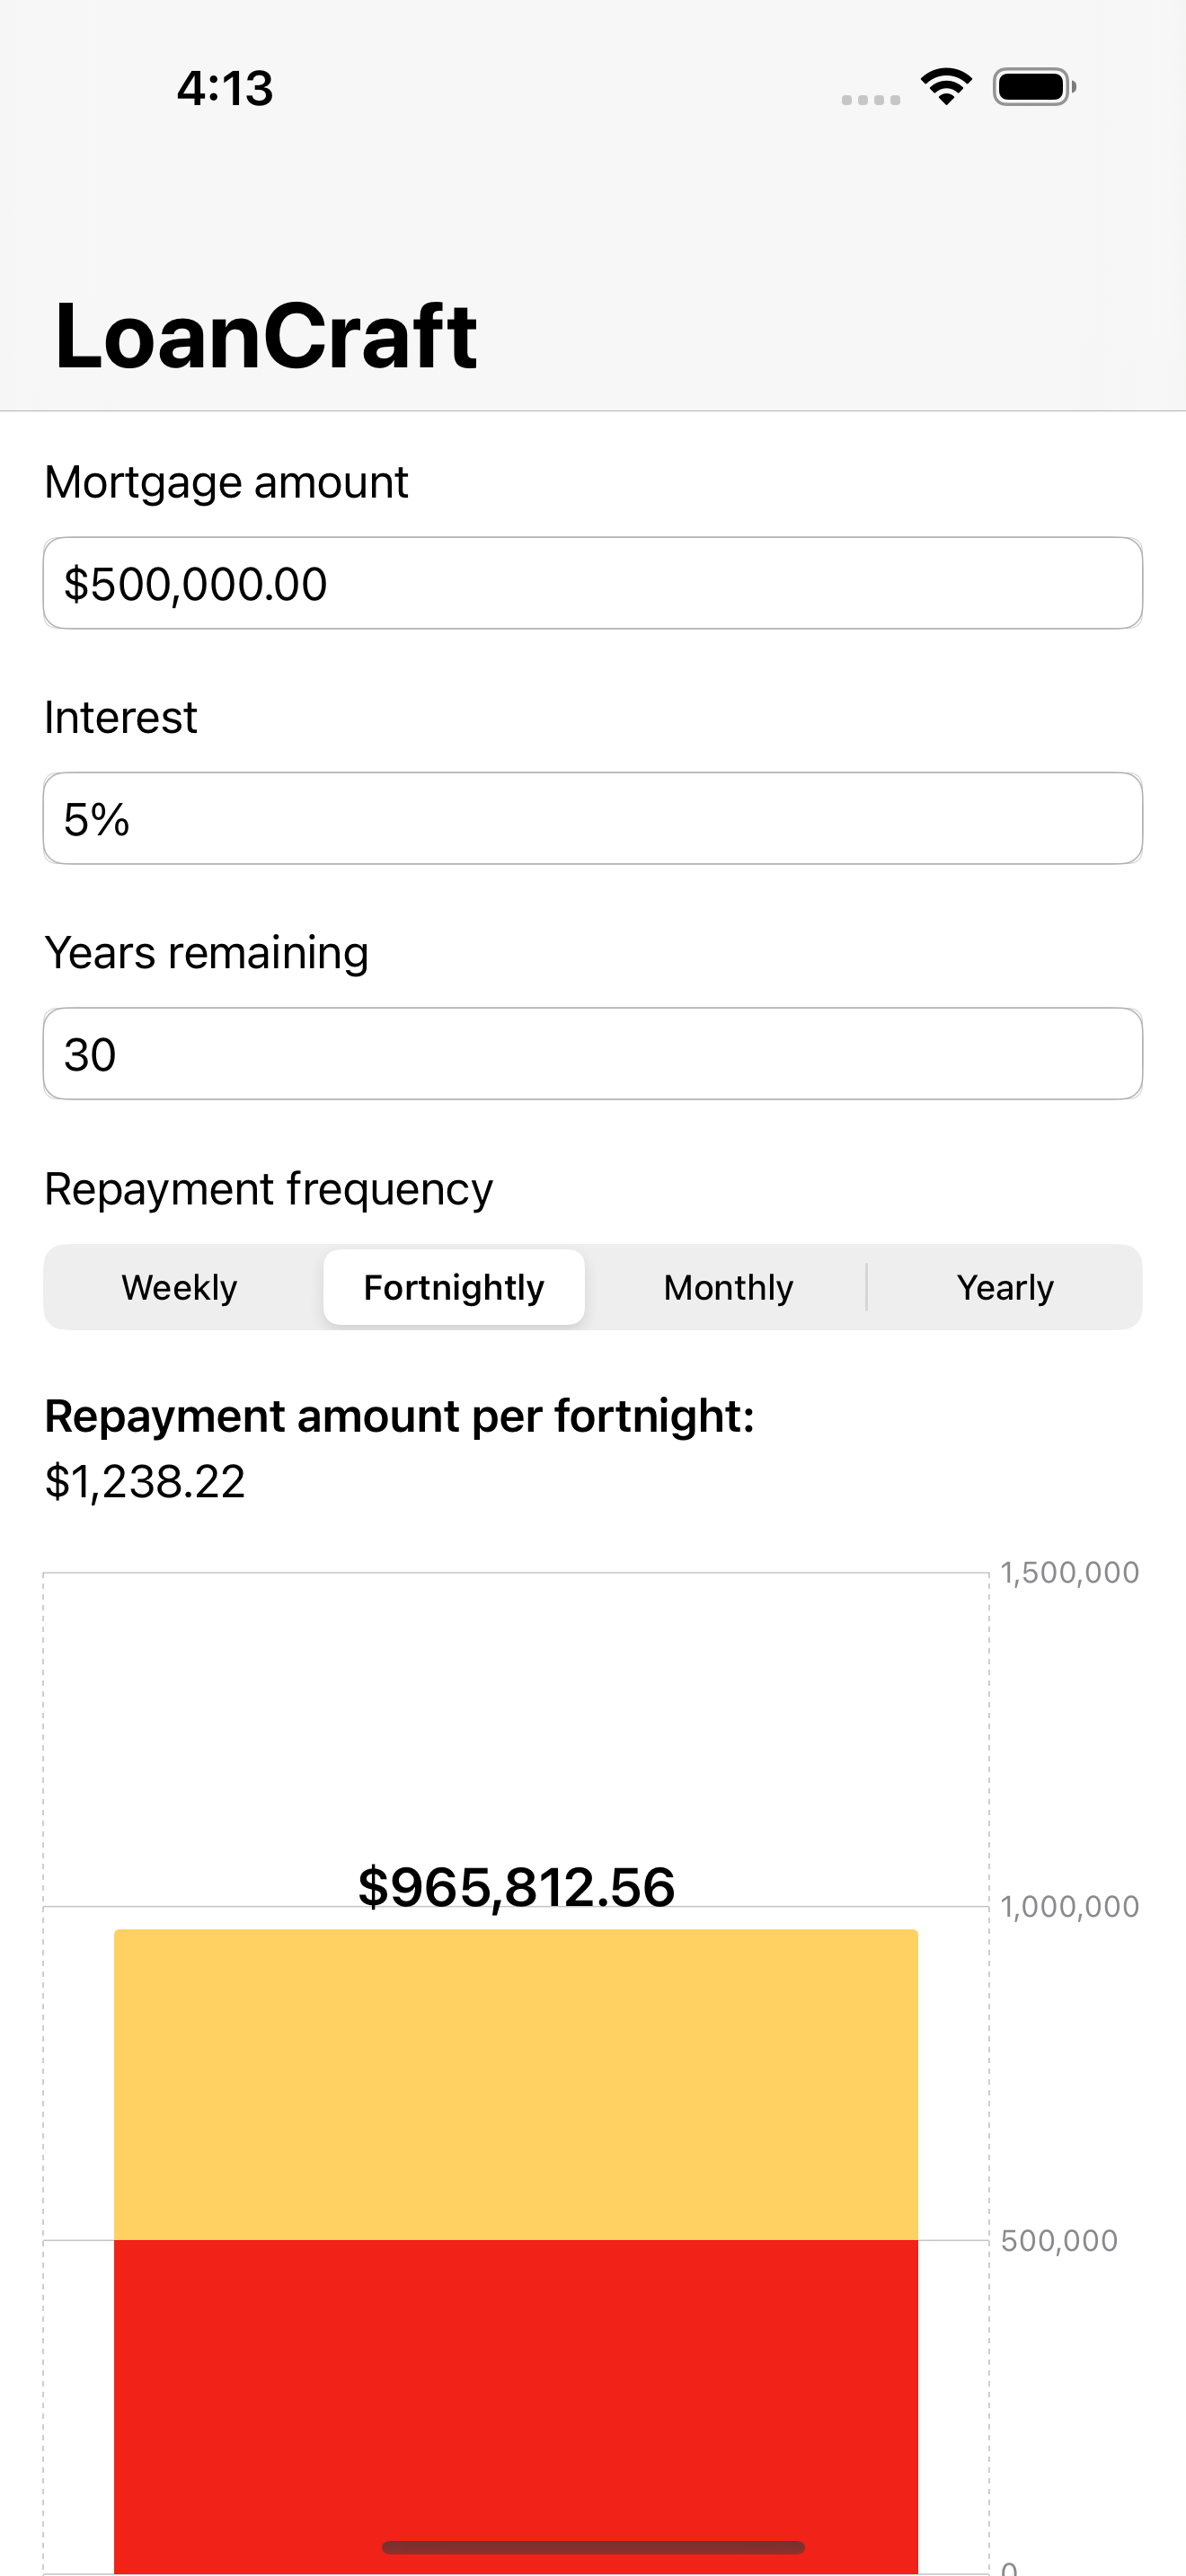 4:13
LoanCraft
Mortgage amount
$500,000.00
Interest
5%
Years remaining
30
Repayment frequency
Weekly Fortnightly Monthly Yearly
Repayment amount per fortnight:
$1,238.22
1,500,000
$965,812.56
1,000,000
500,000
0